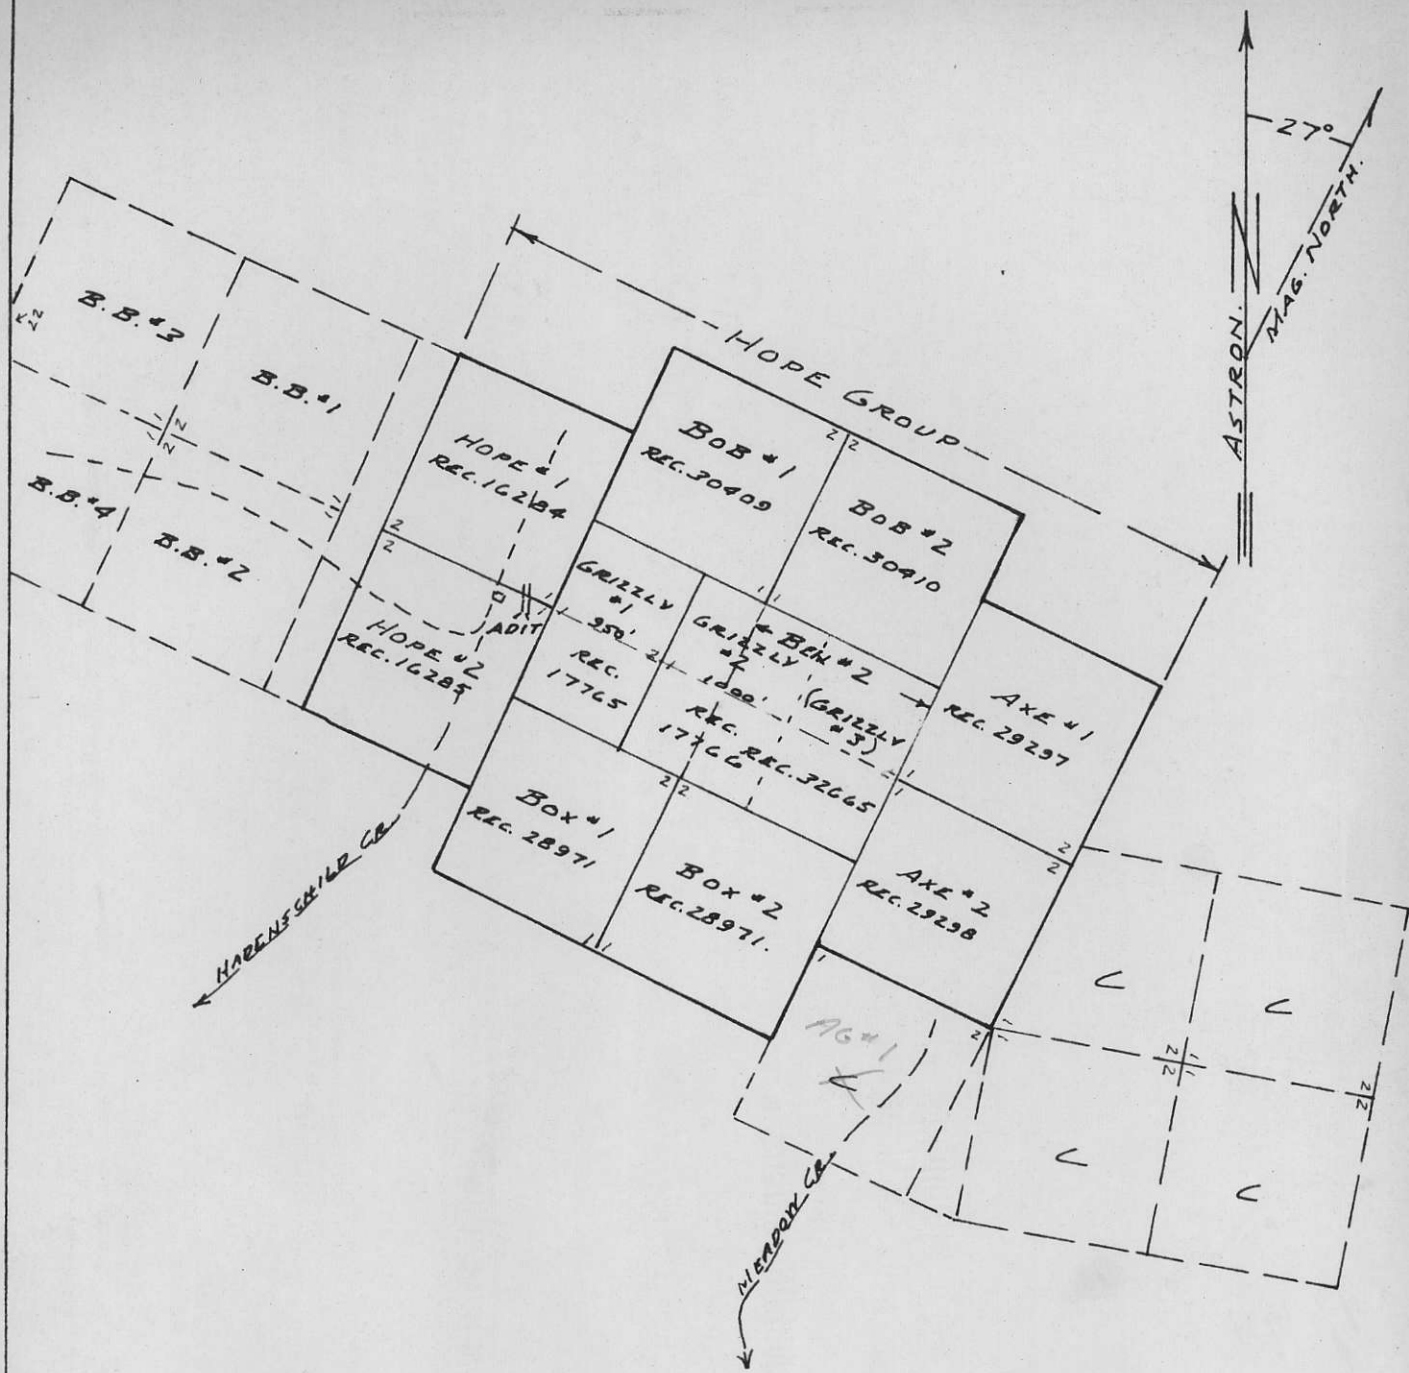 27°
ASTRON.
MAG. NORTH.
HOPE GROUP
B.B. #3
B.B. #1
B.B. #4
B.B. #2
HOPE #1
REC. 16284
HOPE #2
REC. 16285
ADIT
BOB #1
REC. 30409
BOB #2
REC. 30410
GRIZZLY
#1
950'
REC.
17765
GRIZZLY
#2
1000'
REC.
17766
#2
(GRIZZLY
#3)
REC. 32665
AXE #1
REC. 29297
AXE #2
REC. 29298
BOX #1
REC. 28971
BOX #2
REC. 28971.
AG #1
C
C
C
C
C
HARENSCHILD CR.
MEADOW CR.